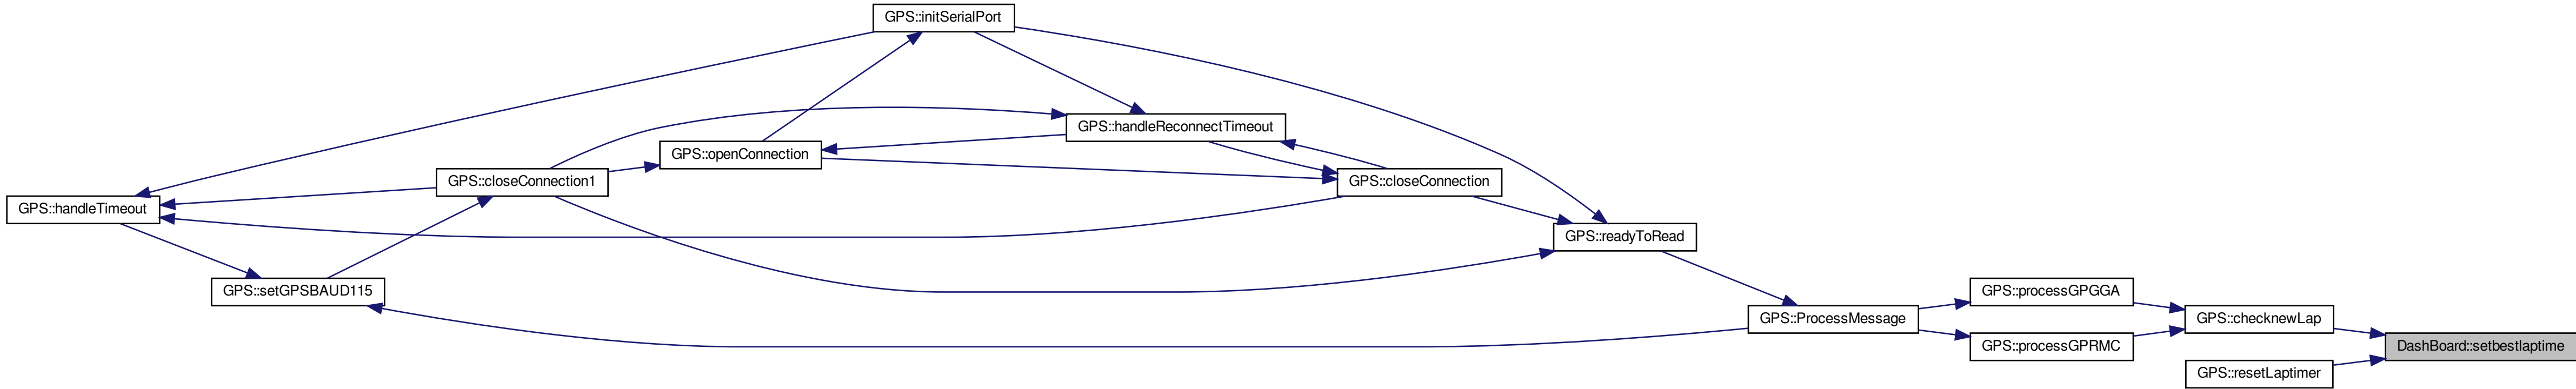 GPS::initSerialPort
GPS::handleReconnectTimeout
GPS::openConnection
GPS::closeConnection1
GPS::closeConnection
GPS::handleTimeout
GPS::readyToRead
GPS::setGPSBAUD115
GPS::processGPGGA
GPS::ProcessMessage
GPS::checknewLap
GPS::processGPRMC
DashBoard::setbestlaptime
GPS::resetLaptimer